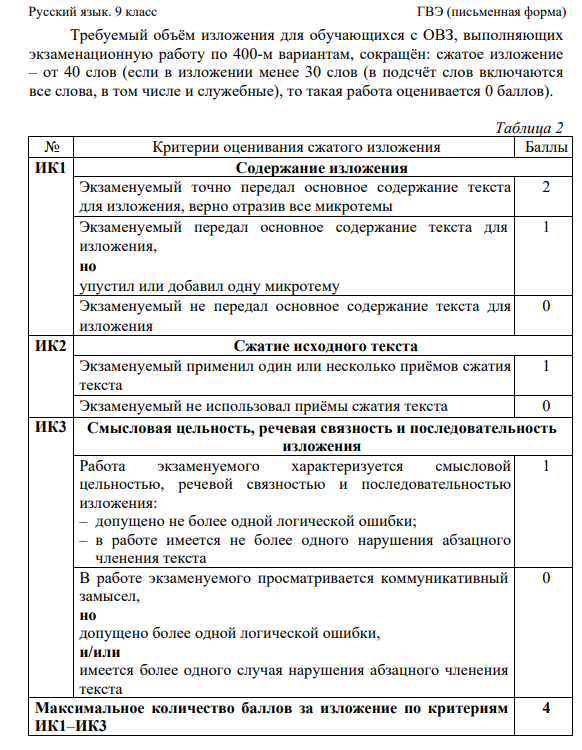 Русский язык. 9 класс ГВЭ (письменная форма)
Требуемый объём изложения для обучающихся с ОВЗ, выполняющих
экзаменационную работу по 400-м вариантам, сокращён: сжатое изложение
– от 40 слов (если в изложении менее 30 слов (в подсчёт слов включаются
все слова, в том числе и служебные), то такая работа оценивается 0 баллов).
Таблица 2
№ Критерии оценивания сжатого изложения Баллы
ИК1 Содержание изложения
Экзаменуемый точно передал основное содержание текста 2
для изложения, верно отразив все микротемы
Экзаменуемый передал основное содержание текста для 1
изложения,
но
упустил или добавил одну микротему
Экзаменуемый не передал основное содержание текста для 0
изложения
ИК2 Сжатие исходного текста
Экзаменуемый применил один или несколько приёмов сжатия 1
текста
Экзаменуемый не использовал приёмы сжатия текста 0
ИК3 Смысловая цельность, речевая связность и последовательность
изложения
Работа экзаменуемого характеризуется смысловой 1
цельностью, речевой связностью и последовательностью
изложения:
– допущено не более одной логической ошибки;
– в работе имеется не более одного нарушения абзацного
членения текста
В работе экзаменуемого просматривается коммуникативный 0
замысел,
но
допущено более одной логической ошибки,
и/или
имеется более одного случая нарушения абзацного членения
текста
Максимальное количество баллов за изложение по критериям 4
ИК1–ИК3